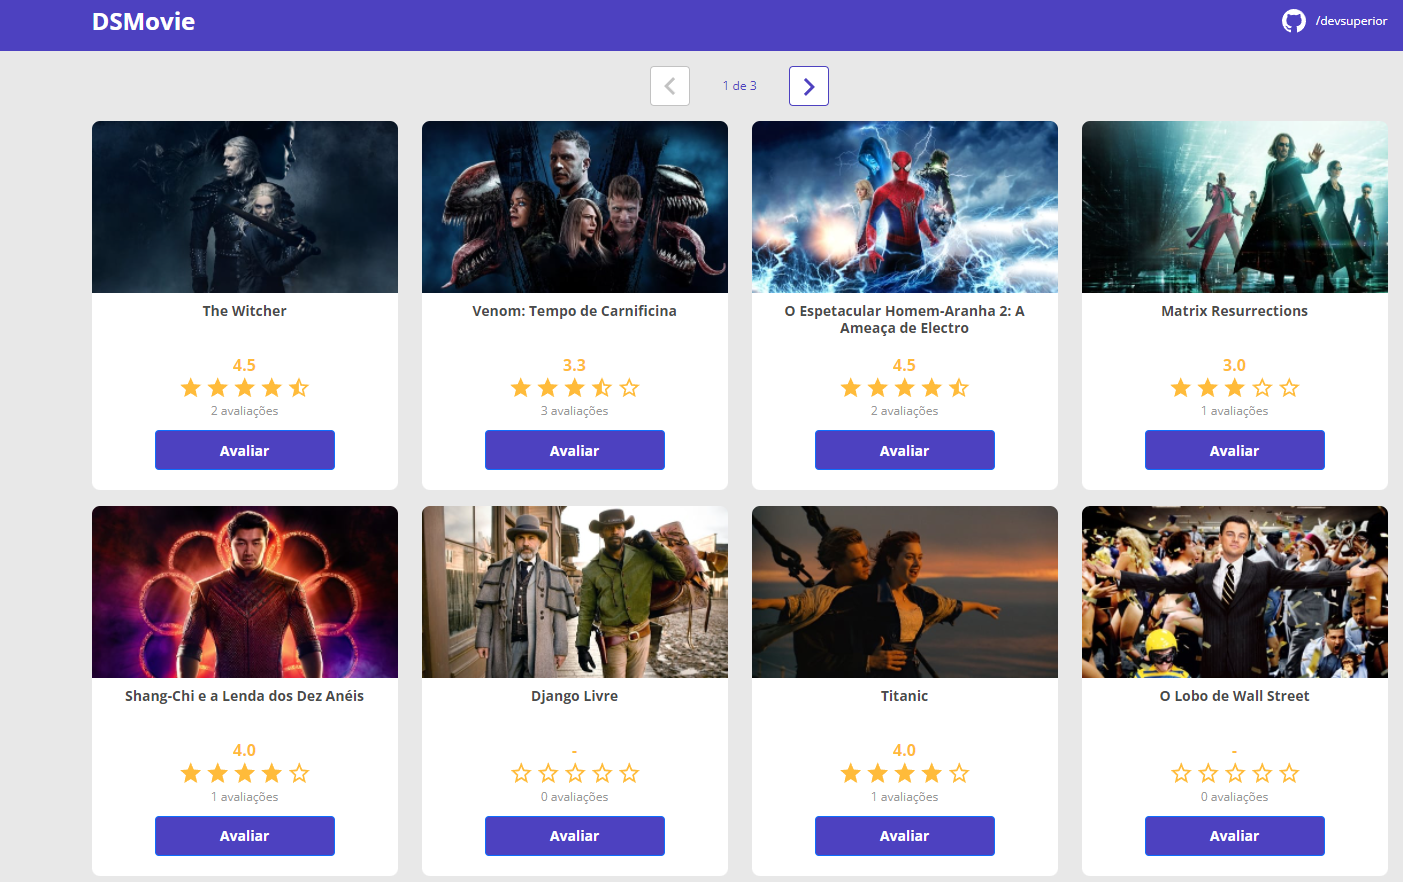 DSMovie
/devsuperior
1 de 3
The Witcher
4.5
2 avaliações
Avaliar
Venom: Tempo de Carnificina
3.3
3 avaliações
Avaliar
O Espetacular Homem-Aranha 2: A
Ameaça de Electro
4.5
2 avaliações
Avaliar
Matrix Resurrections
3.0
1 avaliações
Avaliar
Shang-Chi e a Lenda dos Dez Anéis
4.0
1 avaliações
Avaliar
Django Livre
-
0 avaliações
Avaliar
Titanic
4.0
1 avaliações
Avaliar
O Lobo de Wall Street
-
0 avaliações
Avaliar